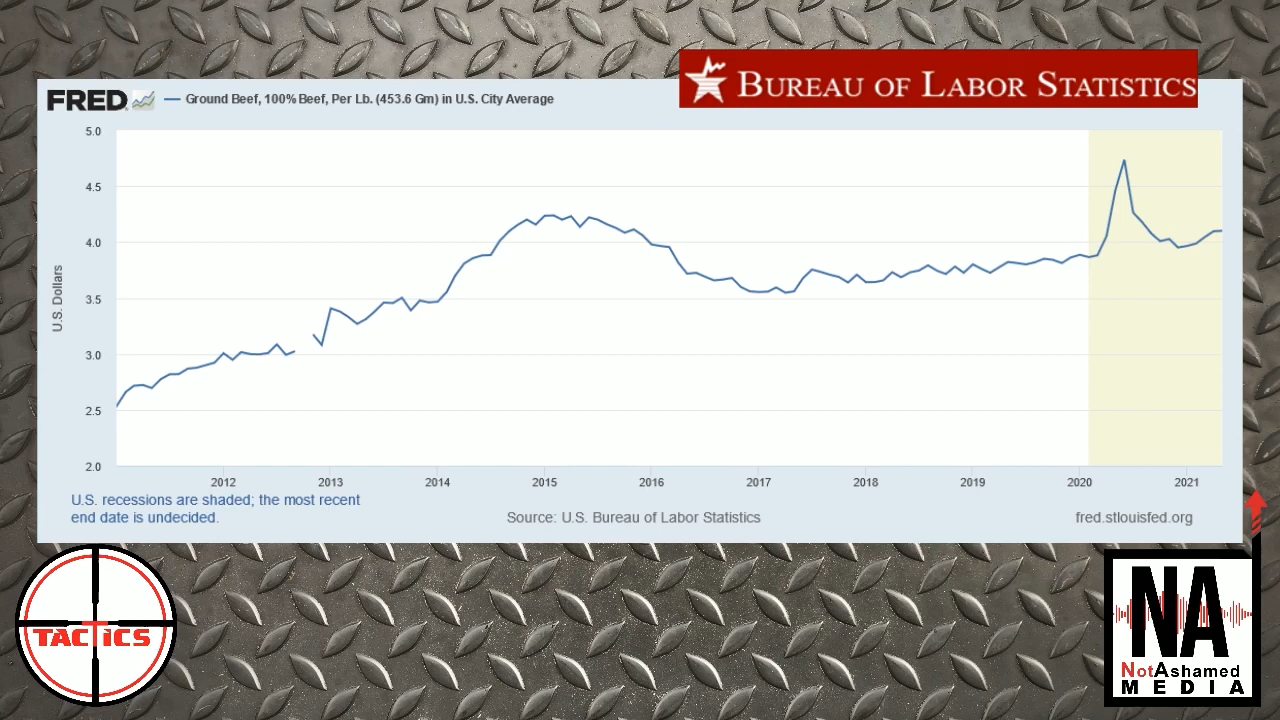 BUREAU OF LABOR STATISTICS
FRED
Ground Beef, 100% Beef, Per Lb. (453.6 Gm) in U.S. City Average
5.0
4.5
4.0
3.5
3.0
2.5
2.0
U.S. Dollars
2012 2013 2014 2015 2016 2017 2018 2019 2020 2021
U.S. recessions are shaded; the most recent
end date is undecided.
Source: U.S. Bureau of Labor Statistics
fred.stlouisfed.org
TACTICS
NA
NotAshamed
MEDIA